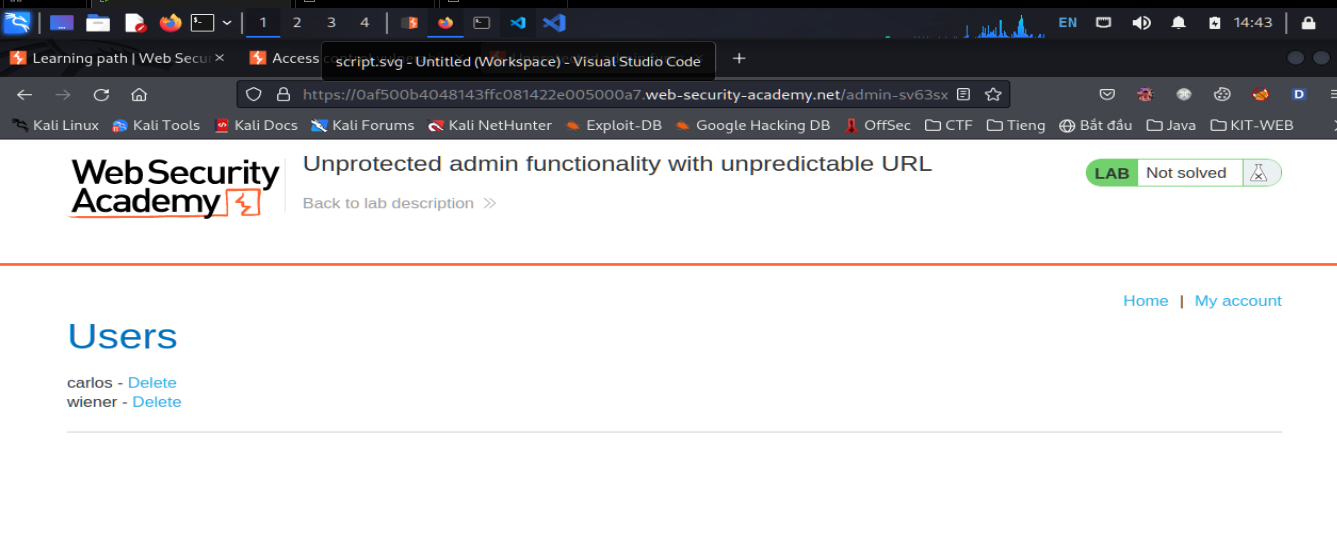 1 2 3 4 EN 14:43
Learning path | Web Secur × Access
script.svg - Untitled (Workspace) - Visual Studio Code
https://0af500b4048143ffc081422e005000a7.web-security-academy.net/admin-sv63sx
Kali Linux Kali Tools Kali Docs Kali Forums Kali NetHunter Exploit-DB Google Hacking DB OffSec CTF Tieng Bắt đầu Java KIT-WEB
WebSecurity Academy
Unprotected admin functionality with unpredictable URL
Back to lab description
LAB Not solved
Home | My account
Users
carlos - Delete
wiener - Delete